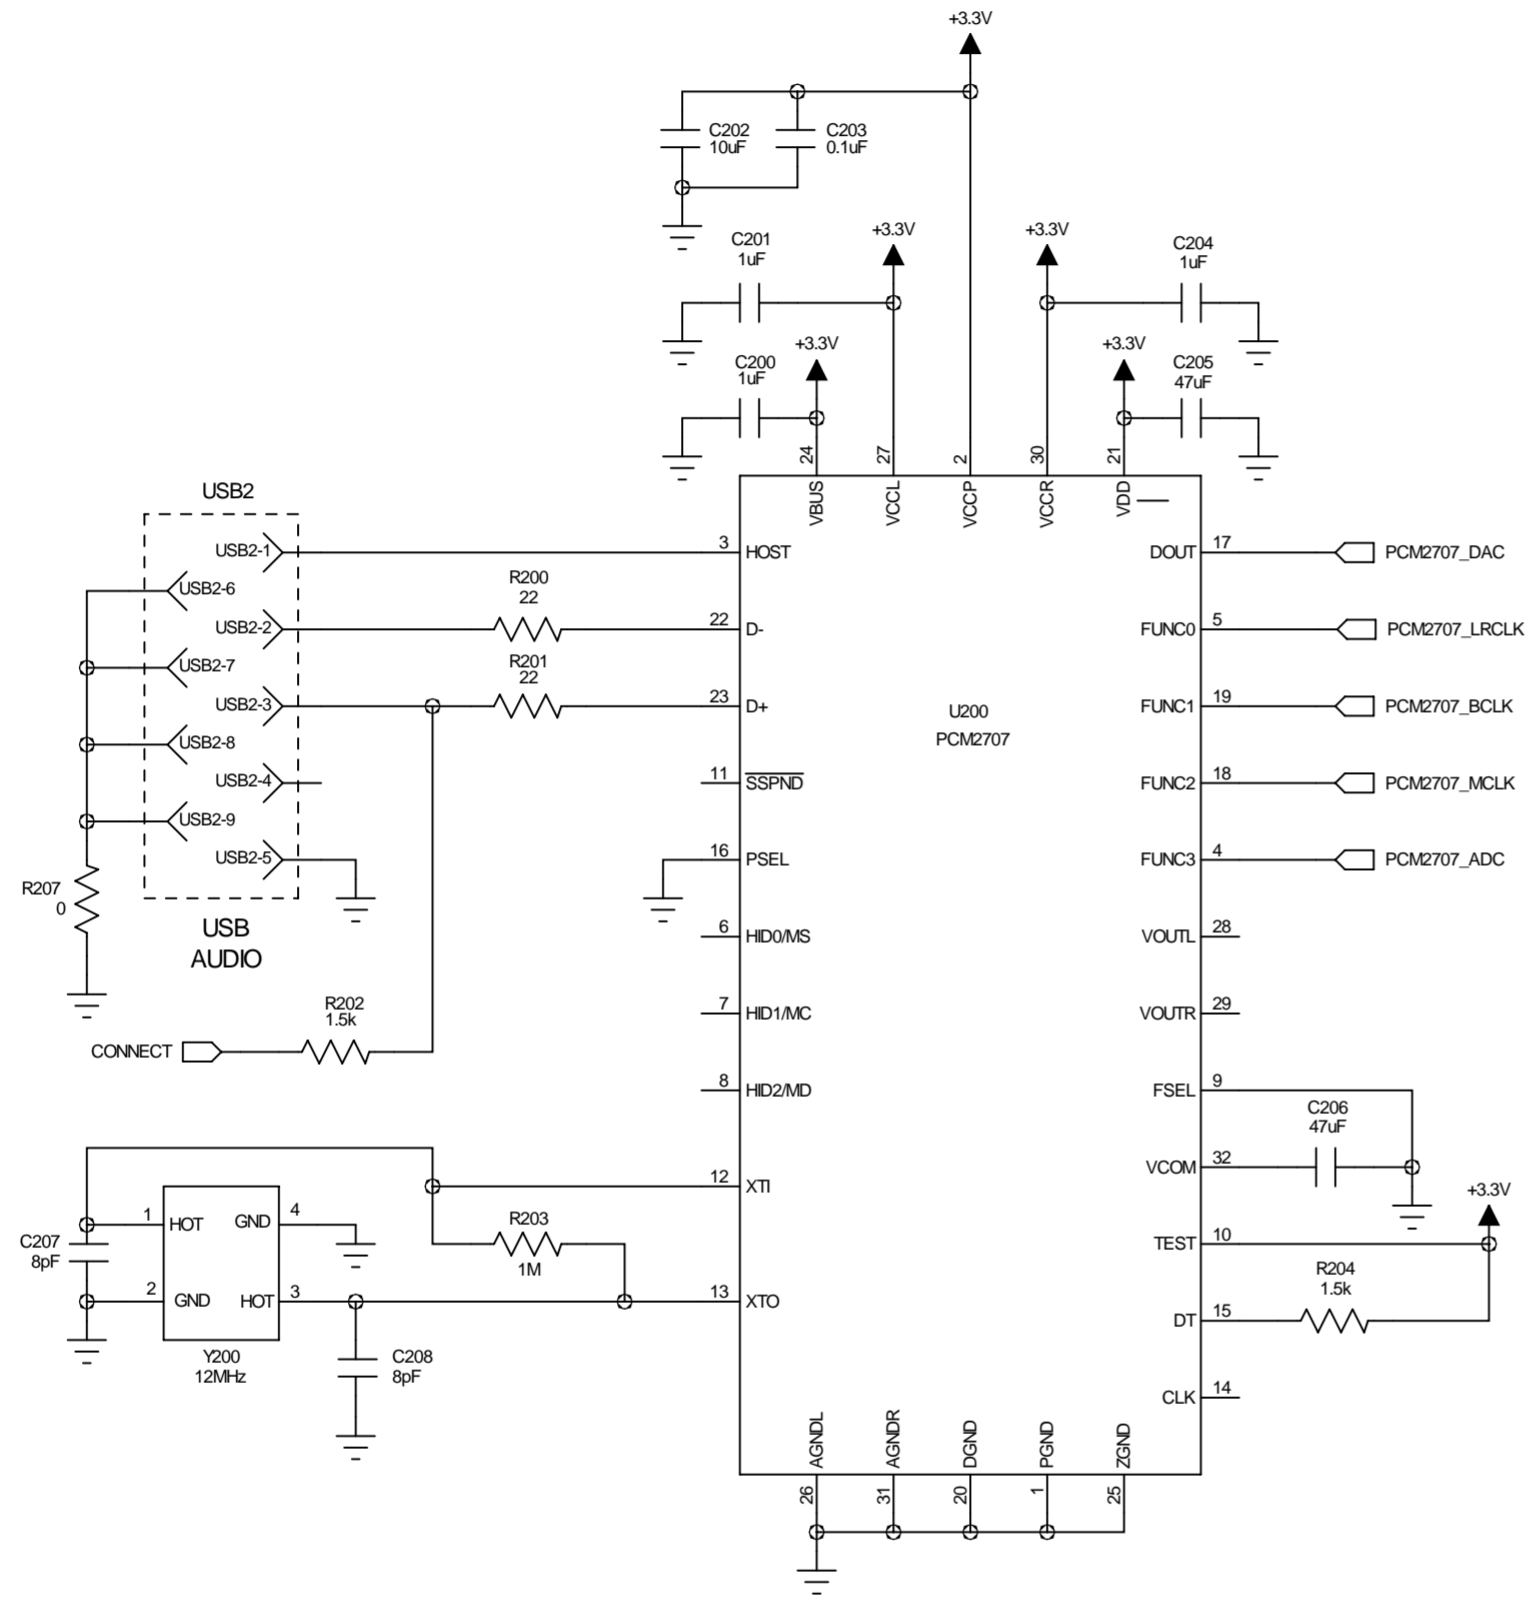 +3.3V
C202
10uF
C203
0.1uF
C201
1uF
+3.3V
+3.3V
C204
1uF
C200
1uF
+3.3V
+3.3V
C205
47uF
24
27
2
30
21
VBUS
VCCL
VCCP
VCCR
VDD
USB2
USB2-1
USB2-6
USB2-2
USB2-7
USB2-3
USB2-8
USB2-4
USB2-9
USB2-5
USB
AUDIO
R207
0
R200
22
R201
22
R202
1.5k
CONNECT
3 HOST
22 D-
23 D+
11 SSPND
16 PSEL
6 HID0/MS
7 HID1/MC
8 HID2/MD
12 XTI
13 XTO
U200
PCM2707
DOUT 17 PCM2707_DAC
FUNC0 5 PCM2707_LRCLK
FUNC1 19 PCM2707_BCLK
FUNC2 18 PCM2707_MCLK
FUNC3 4 PCM2707_ADC
VOUTL 28
VOUTR 29
FSEL 9
C206
47uF
VCOM 32
+3.3V
TEST 10
R204
1.5k
DT 15
CLK 14
1 HOT GND 4
C207
8pF
2 GND HOT 3
Y200
12MHz
C208
8pF
R203
1M
AGNDL
AGNDR
DGND
PGND
ZGND
26
31
20
1
25